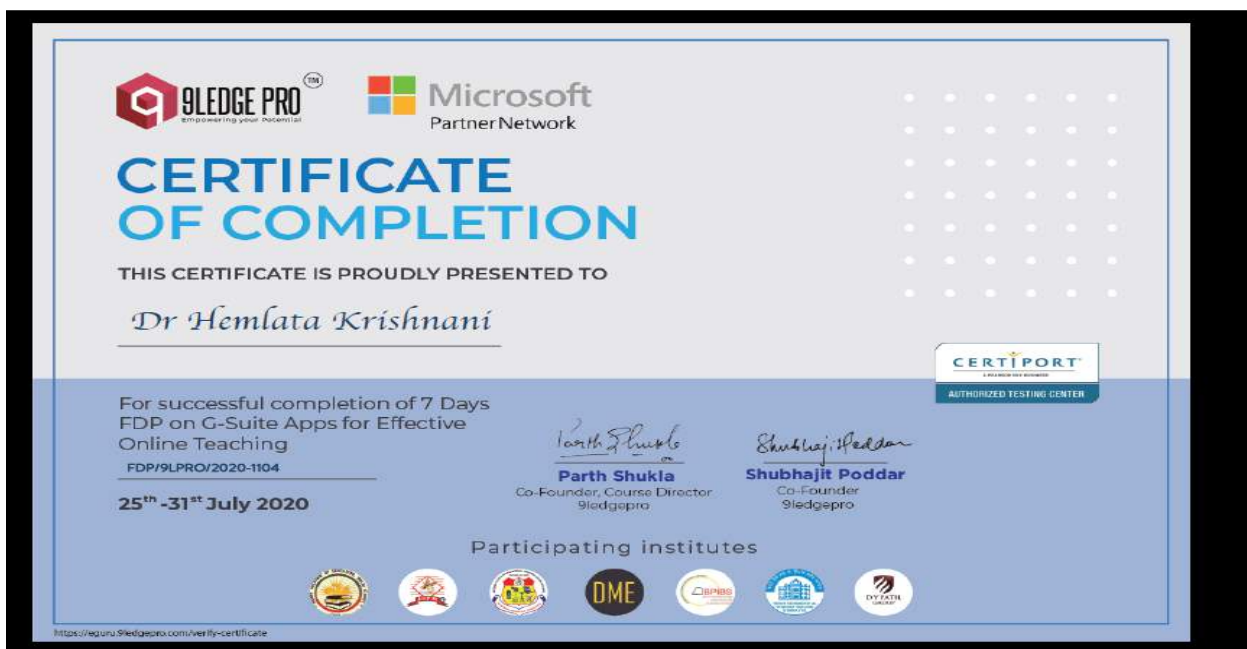 9LEDGE PRO TM
Empowering your Potential
Microsoft
Partner Network
CERTIFICATE
OF COMPLETION
THIS CERTIFICATE IS PROUDLY PRESENTED TO
Dr Hemlata Krishnani
CERTIPORT
AUTHORIZED TESTING CENTER
For successful completion of 7 Days
FDP on G-Suite Apps for Effective
Online Teaching
FDP/9LPRO/2020-1104
25th -31st July 2020
Parth Shukla
Co-Founder, Course Director
9ledgepro
Shubhajit Poddar
Co-Founder
9ledgepro
Participating institutes
DME
DY PATIL
GROUP
https://eguru.9ledgepro.com/verify-certificate